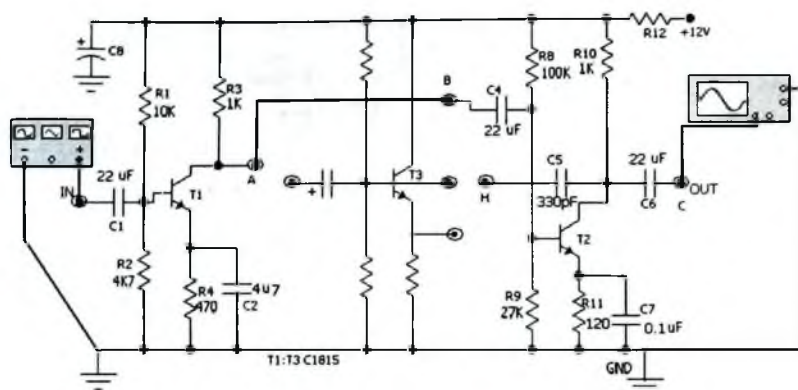 C8
R12
+12V
R1
10K
R3
1K
B
C4
22 uF
R8
100K
R10
1K
IN
22 uF
C1
T1
A
T3
H
C5
330pF
22 uF
C6
C
OUT
T2
R2
4K7
R4
470
4u7
C2
R9
27K
R11
120
C7
0.1uF
T1:T3 C1815
GND